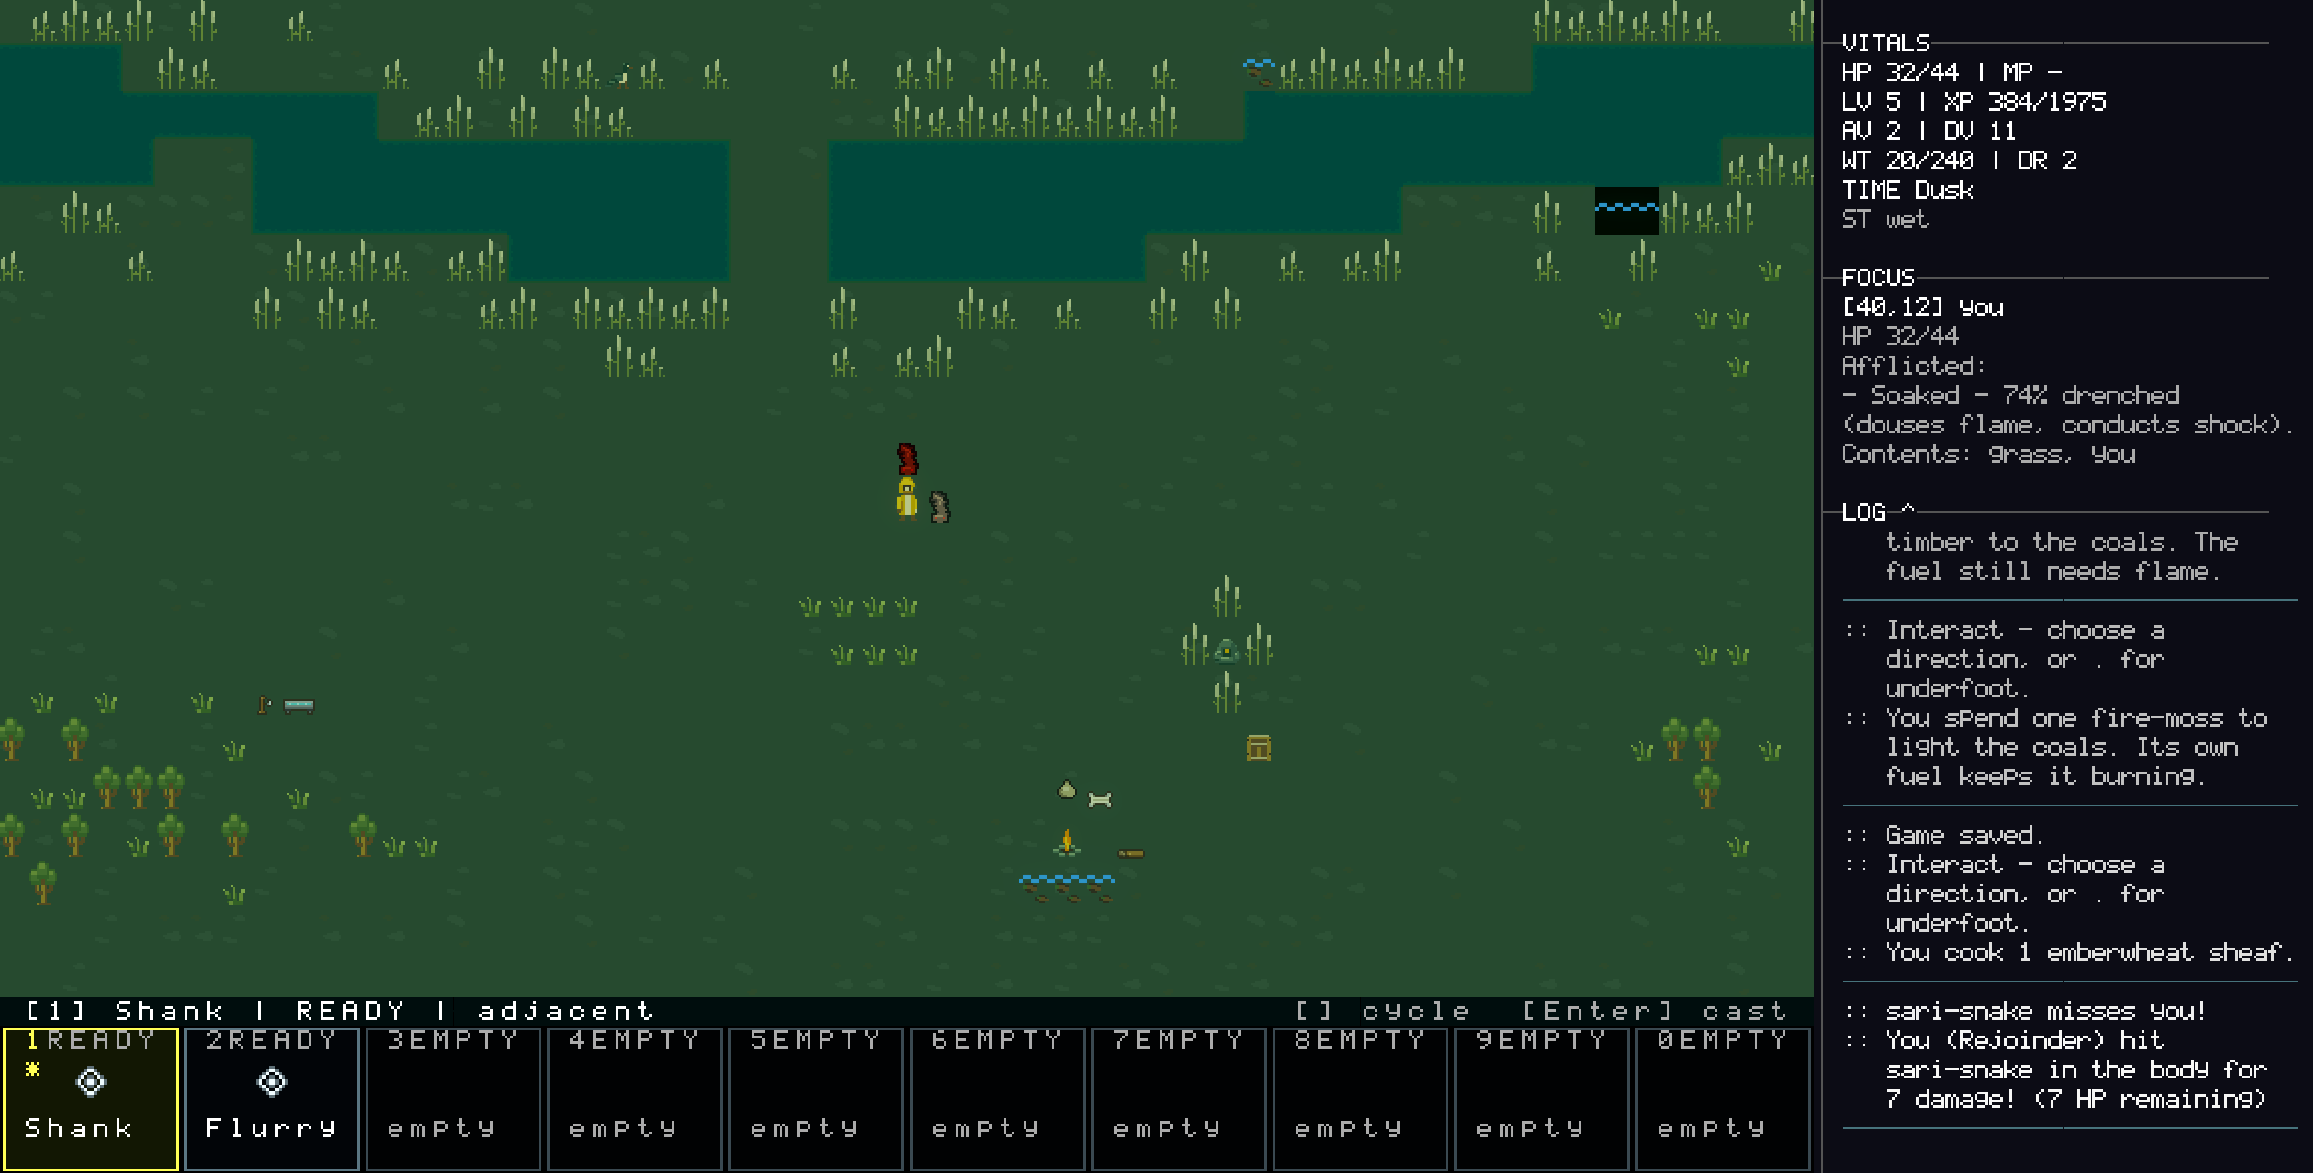 VITALS
HP 32/44 | MP -
LV 5 | XP 384/1975
AV 2 | DV 11
WT 20/240 | DR 2
TIME Dusk
ST wet
FOCUS
[40,12] You
HP 32/44
Afflicted:
- Soaked - 74% drenched
(douses flame, conducts shock).
Contents: grass, You
LOG ^
timber to the coals. The
fuel still needs flame.
:: Interact - choose a
direction, or . for
underfoot.
:: You spend one fire-moss to
light the coals. Its own
fuel keeps it burning.
:: Game saved.
:: Interact - choose a
direction, or . for
underfoot.
:: You cook 1 emberwheat sheaf.
:: sari-snake misses you!
:: You (Rejoinder) hit
sari-snake in the body for
7 damage! (7 HP remaining)
[1] Shank | READY | adjacent
[] cycle [Enter] cast
1READY 2READY 3EMPTY 4EMPTY 5EMPTY 6EMPTY 7EMPTY 8EMPTY 9EMPTY 0EMPTY
Shank Flurry empty empty empty empty empty empty empty empty